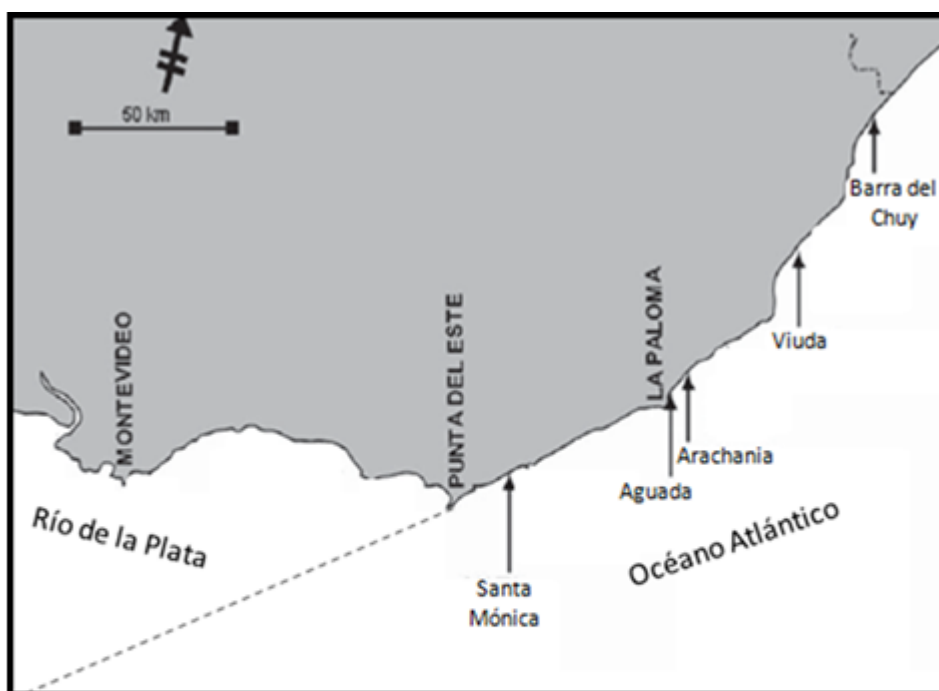 50 km
Barra del
Chuy
Viuda
LA PALOMA
PUNTA DEL ESTE
MONTEVIDEO
Arachania
Aguada
Río de la Plata
Océano Atlántico
Santa
Mónica